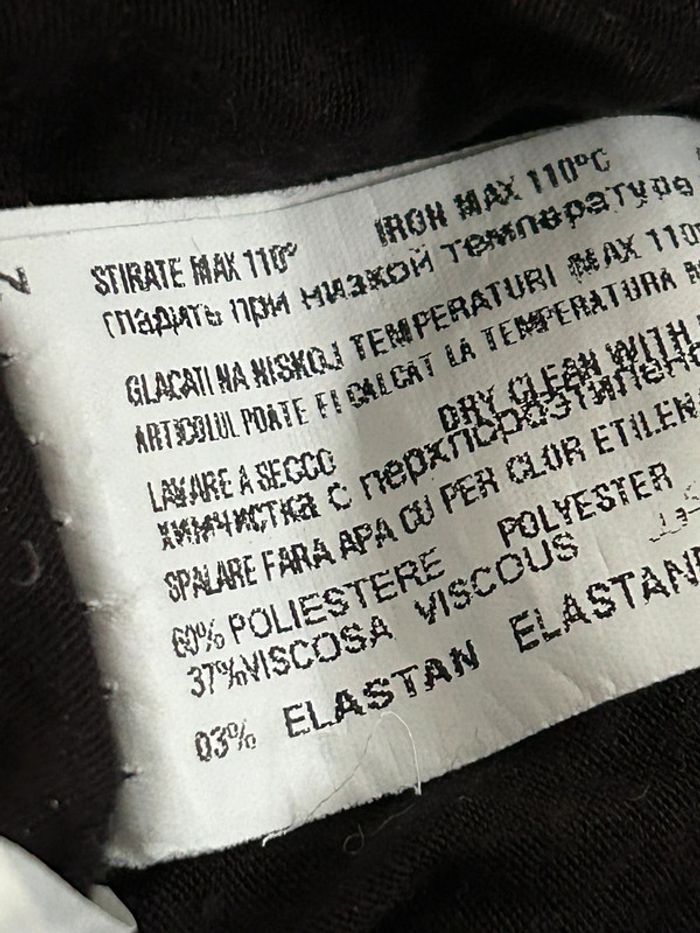 STIRATE MAX 110° IRON MAX 110°C
гладить при низкой температуре
GLACATI NA NISKOJ TEMPERATURI (MAX 110°
ARTICOLUL POATE FI CALCAT LA TEMPERATURA
LAVARE A SECCO DRY CLEAN WITH
химчистка с перхлорэтилено
SPALARE FARA APA CU PER CLOR ETILEN
60% POLIESTERE POLYESTER
37%VISCOSA VISCOUS
03% ELASTAN ELASTAN